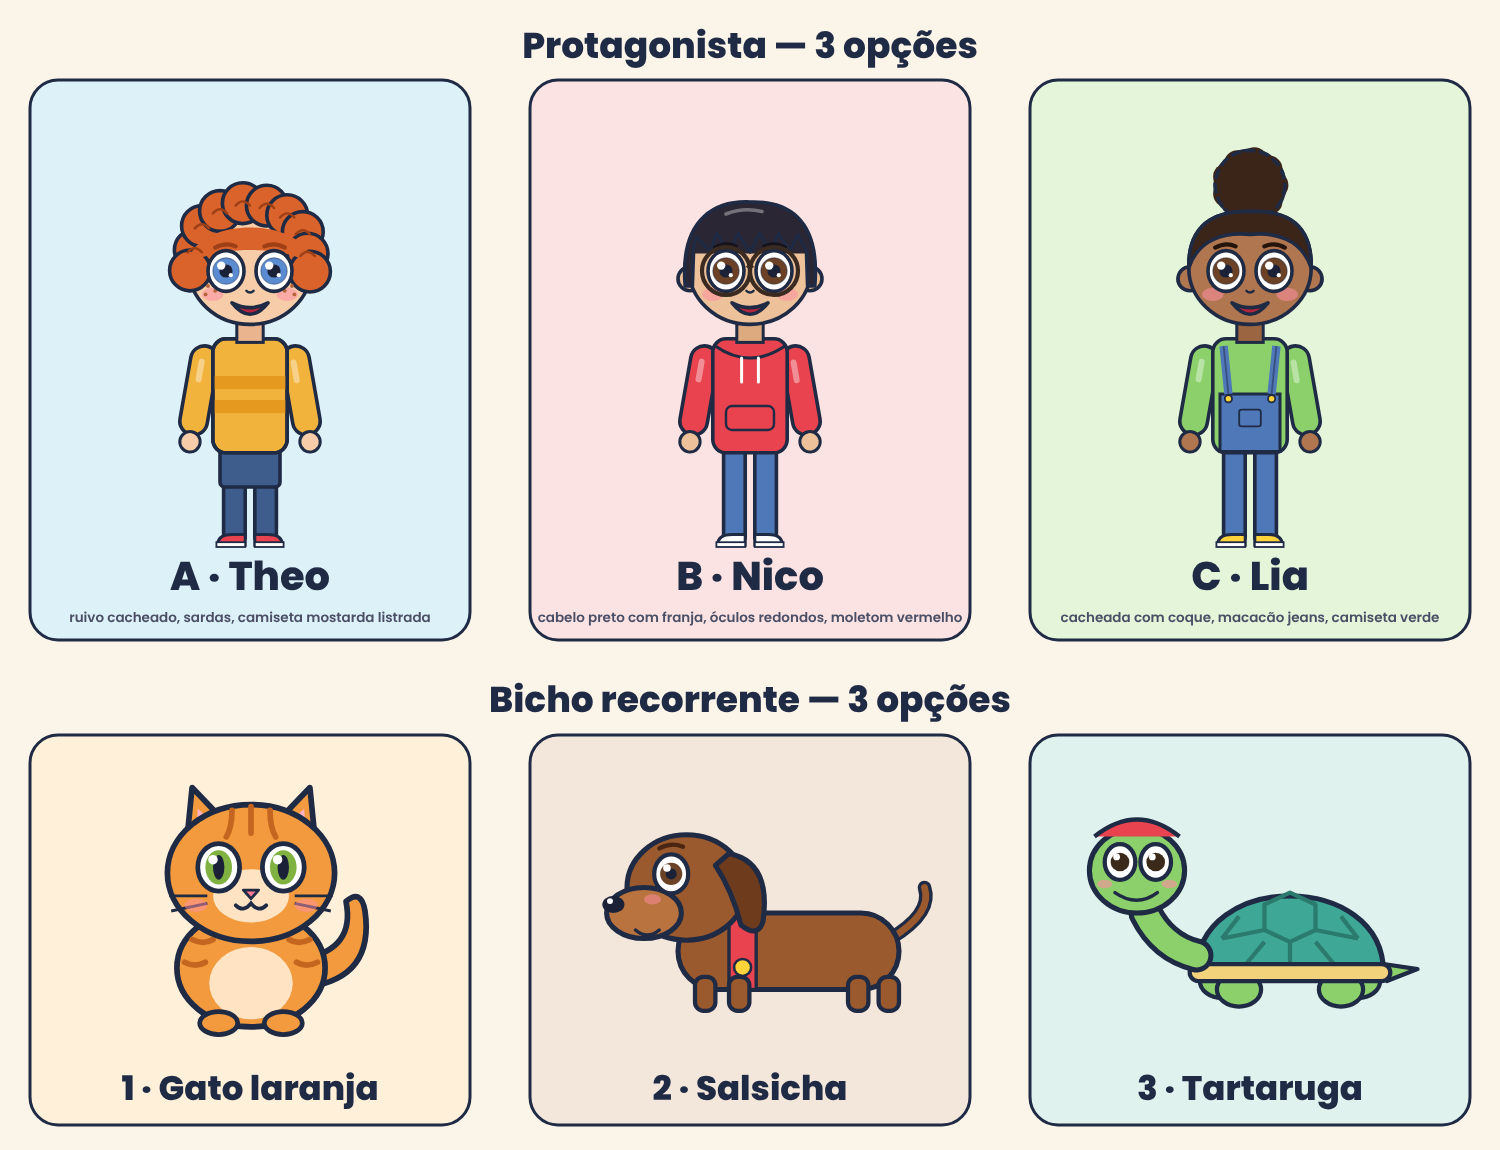 Protagonista — 3 opções
A · Theo
ruivo cacheado, sardas, camiseta mostarda listrada
B · Nico
cabelo preto com franja, óculos redondos, moletom vermelho
C · Lia
cacheada com coque, macacão jeans, camiseta verde
Bicho recorrente — 3 opções
1 · Gato laranja
2 · Salsicha
3 · Tartaruga